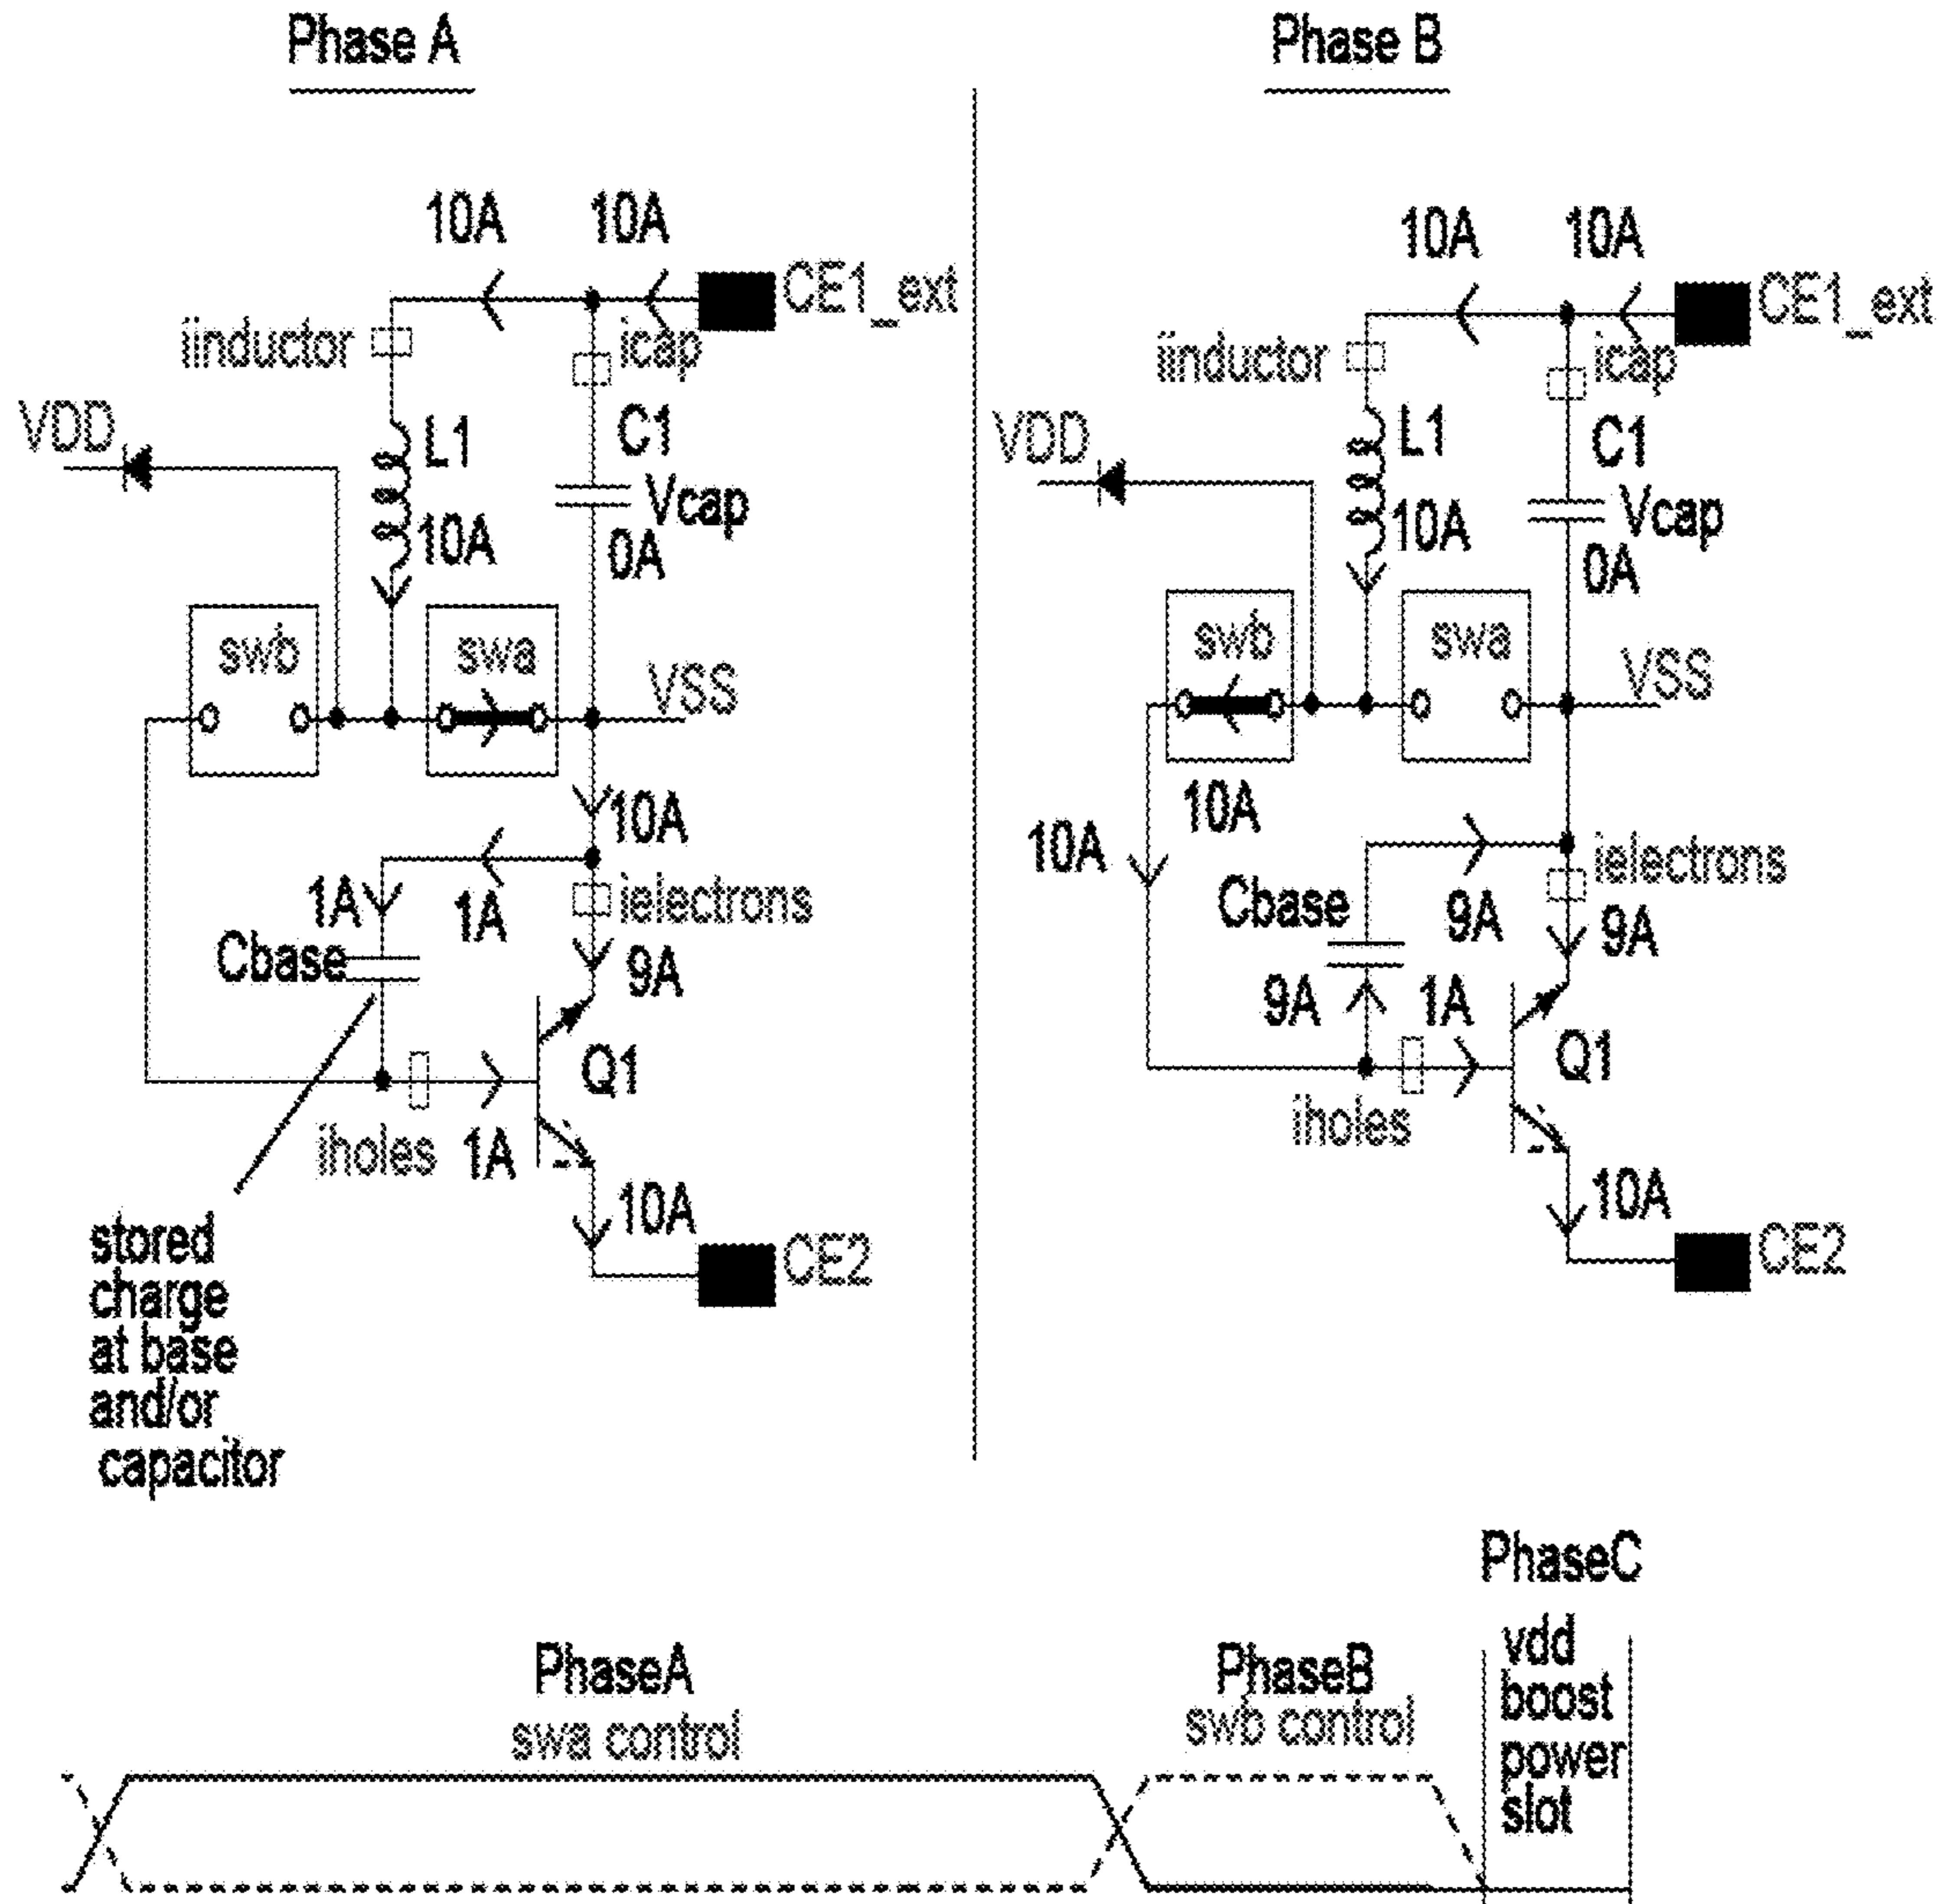 Phase A
10A 10A
CE1_ext
iinductor
icap
VDD
L1
C1
Vcap
10A
0A
swb
swa
VSS
10A
1A
1A
ielectrons
Cbase
9A
Q1
iholes
1A
10A
CE2
stored
charge
at base
and/or
capacitor
Phase B
10A 10A
CE1_ext
iinductor
icap
VDD
L1
C1
Vcap
10A
0A
swb
swa
VSS
10A
10A
ielectrons
Cbase
9A
9A
9A
1A
Q1
iholes
10A
CE2
PhaseA
swa control
PhaseB
swb control
PhaseC
vdd
boost
power
slot